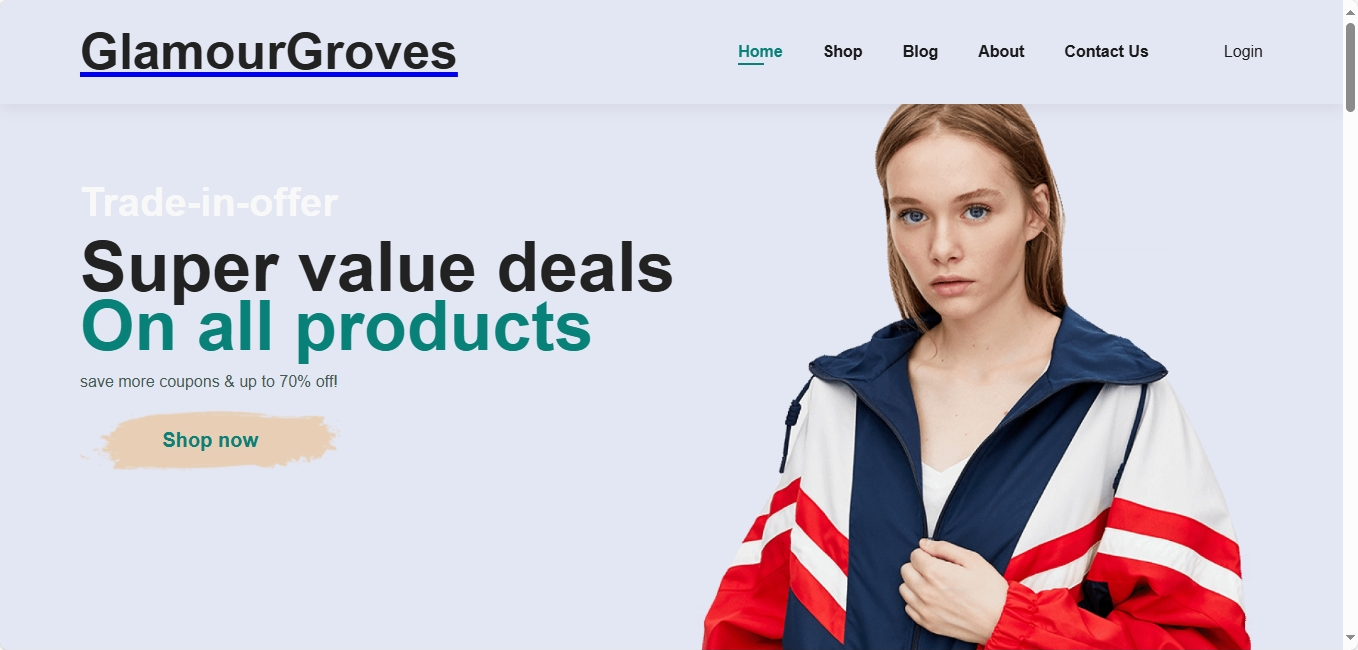 GlamourGroves
Home Shop Blog About Contact Us Login
Trade-in-offer
Super value deals
On all products
save more coupons & up to 70% off!
Shop now